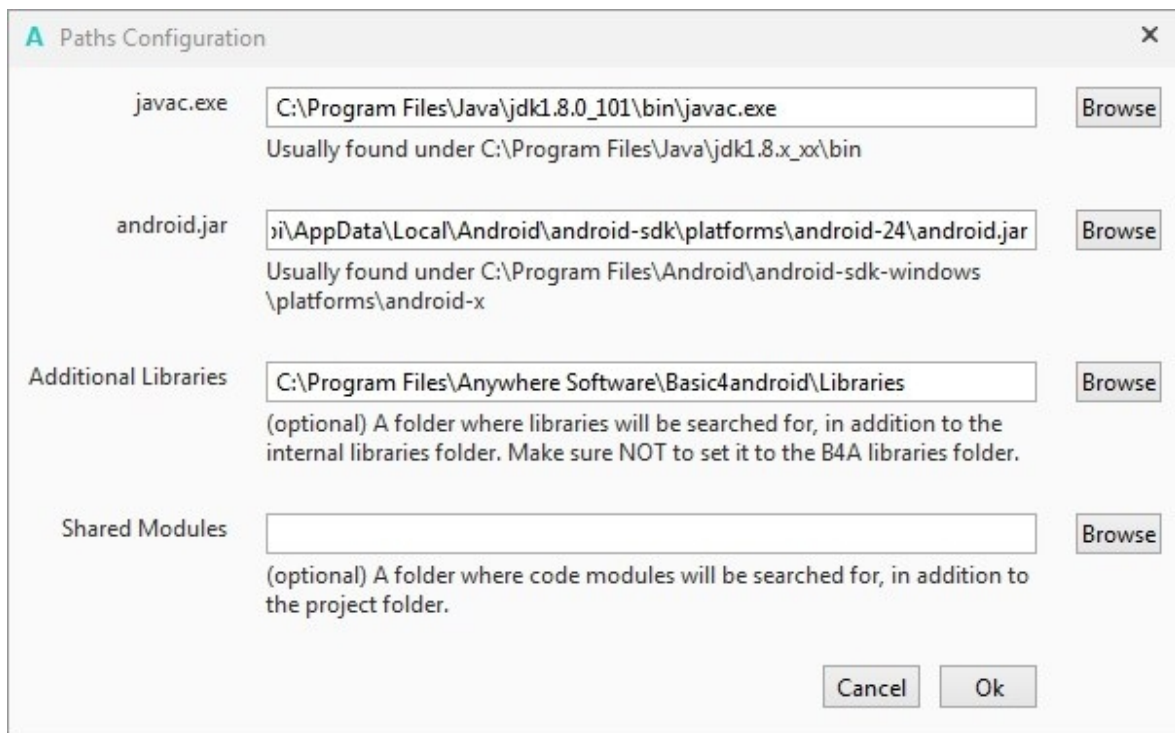 A Paths Configuration
javac.exe C:\Program Files\Java\jdk1.8.0_101\bin\javac.exe Browse
Usually found under C:\Program Files\Java\jdk1.8.x_xx\bin
android.jar \AppData\Local\Android\android-sdk\platforms\android-24\android.jar Browse
Usually found under C:\Program Files\Android\android-sdk-windows
\platforms\android-x
Additional Libraries C:\Program Files\Anywhere Software\Basic4android\Libraries Browse
(optional) A folder where libraries will be searched for, in addition to the
internal libraries folder. Make sure NOT to set it to the B4A libraries folder.
Shared Modules Browse
(optional) A folder where code modules will be searched for, in addition to
the project folder.
Cancel Ok